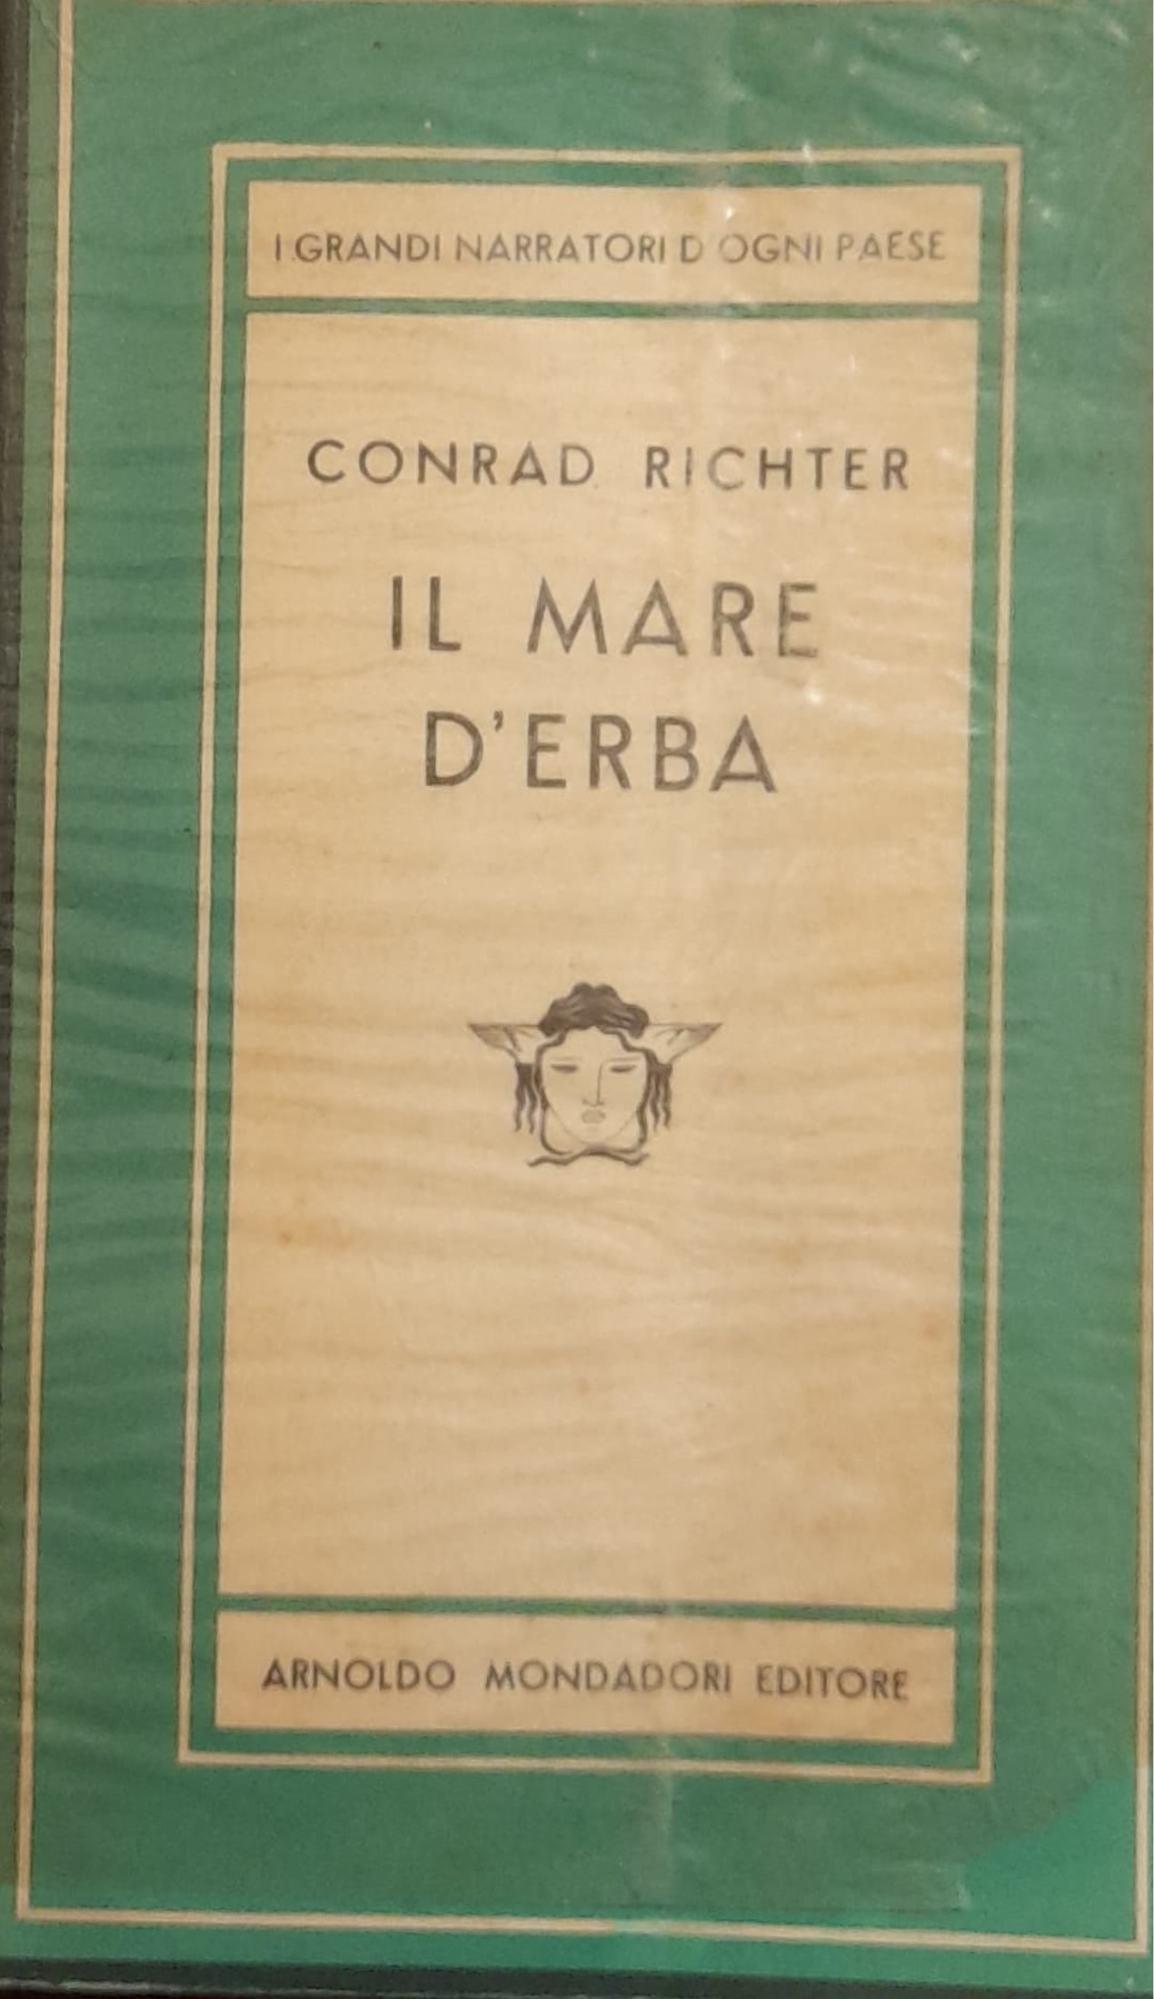 I GRANDI NARRATORI D'OGNI PAESE
CONRAD RICHTER
IL MARE
D'ERBA
ARNOLDO MONDADORI EDITORE